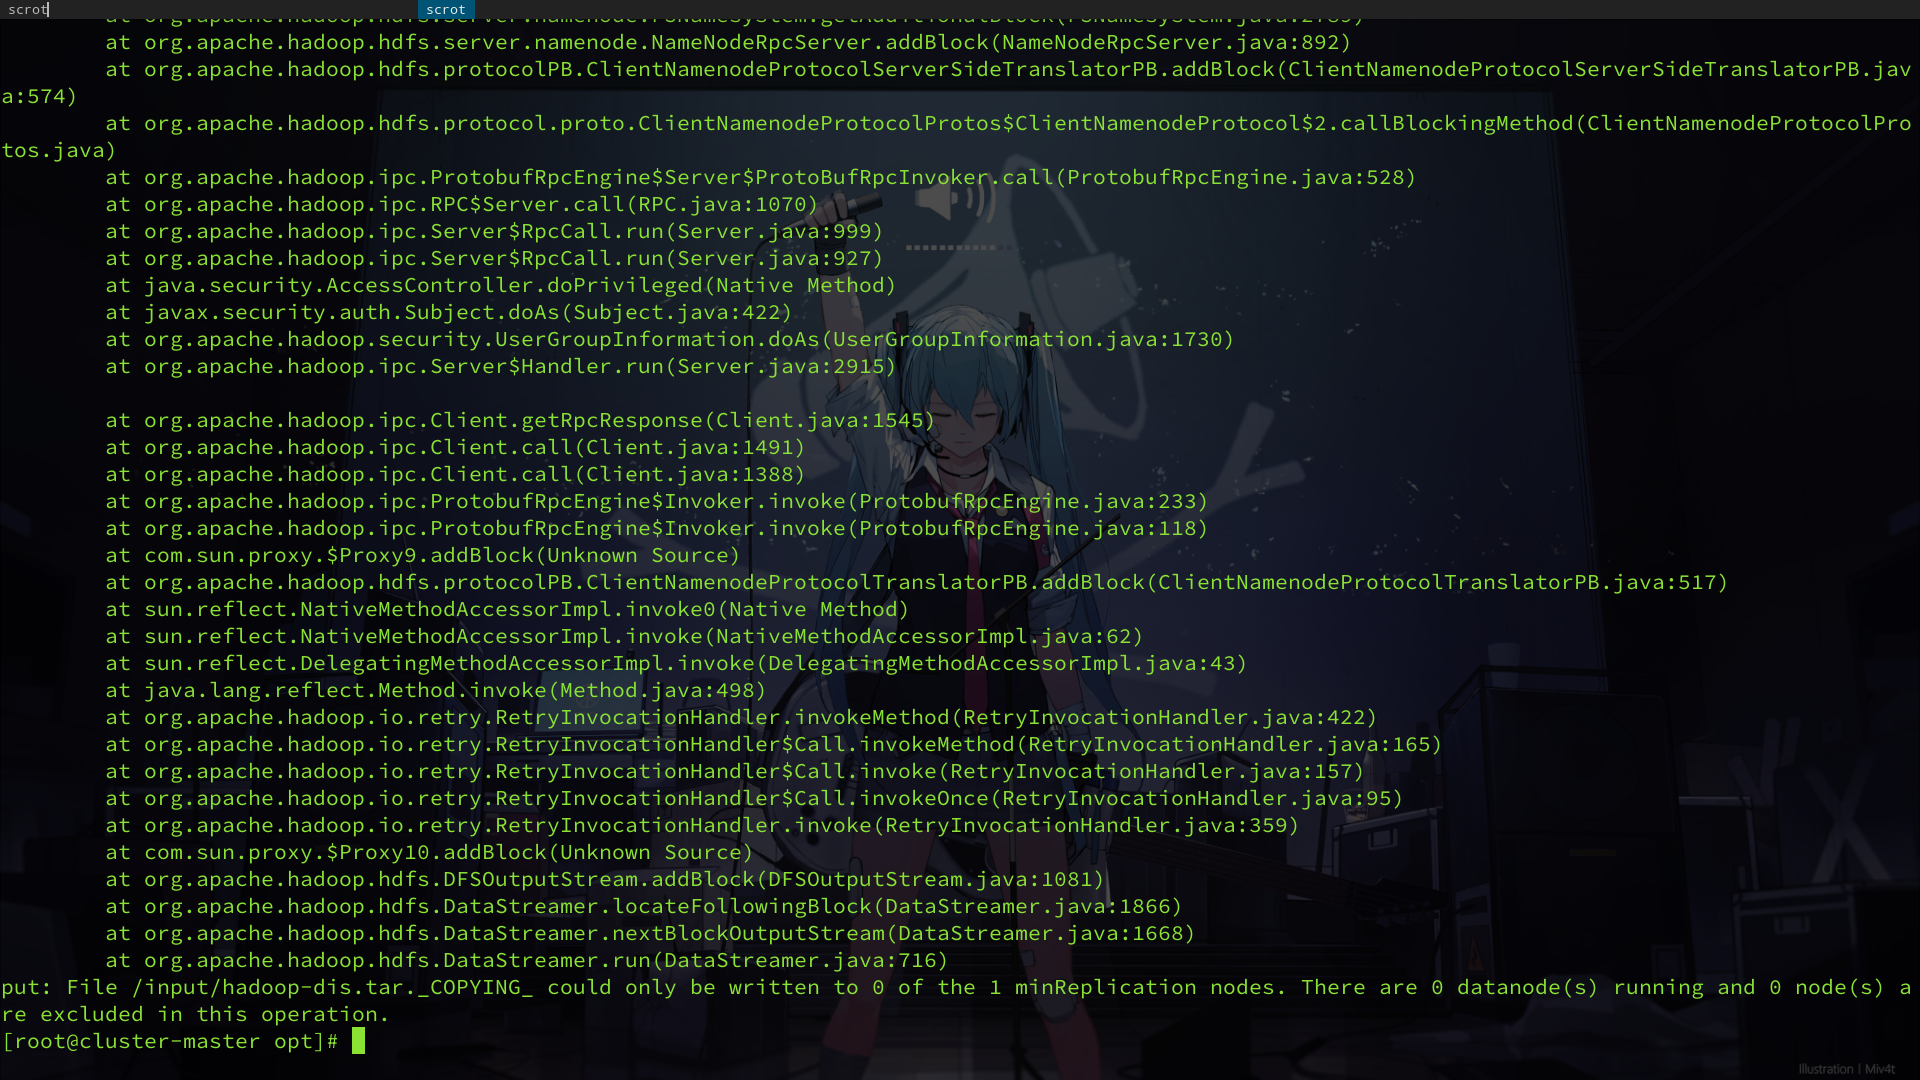 scrot scrot
at org.apache.hadoop.hdfs.server.namenode.FSNamesystem.getAdditionalBlock(FSNamesystem.java:2789)
        at org.apache.hadoop.hdfs.server.namenode.NameNodeRpcServer.addBlock(NameNodeRpcServer.java:892)
        at org.apache.hadoop.hdfs.protocolPB.ClientNamenodeProtocolServerSideTranslatorPB.addBlock(ClientNamenodeProtocolServerSideTranslatorPB.jav
a:574)
        at org.apache.hadoop.hdfs.protocol.proto.ClientNamenodeProtocolProtos$ClientNamenodeProtocol$2.callBlockingMethod(ClientNamenodeProtocolPro
tos.java)
        at org.apache.hadoop.ipc.ProtobufRpcEngine$Server$ProtoBufRpcInvoker.call(ProtobufRpcEngine.java:528)
        at org.apache.hadoop.ipc.RPC$Server.call(RPC.java:1070)
        at org.apache.hadoop.ipc.Server$RpcCall.run(Server.java:999)
        at org.apache.hadoop.ipc.Server$RpcCall.run(Server.java:927)
        at java.security.AccessController.doPrivileged(Native Method)
        at javax.security.auth.Subject.doAs(Subject.java:422)
        at org.apache.hadoop.security.UserGroupInformation.doAs(UserGroupInformation.java:1730)
        at org.apache.hadoop.ipc.Server$Handler.run(Server.java:2915)

        at org.apache.hadoop.ipc.Client.getRpcResponse(Client.java:1545)
        at org.apache.hadoop.ipc.Client.call(Client.java:1491)
        at org.apache.hadoop.ipc.Client.call(Client.java:1388)
        at org.apache.hadoop.ipc.ProtobufRpcEngine$Invoker.invoke(ProtobufRpcEngine.java:233)
        at org.apache.hadoop.ipc.ProtobufRpcEngine$Invoker.invoke(ProtobufRpcEngine.java:118)
        at com.sun.proxy.$Proxy9.addBlock(Unknown Source)
        at org.apache.hadoop.hdfs.protocolPB.ClientNamenodeProtocolTranslatorPB.addBlock(ClientNamenodeProtocolTranslatorPB.java:517)
        at sun.reflect.NativeMethodAccessorImpl.invoke0(Native Method)
        at sun.reflect.NativeMethodAccessorImpl.invoke(NativeMethodAccessorImpl.java:62)
        at sun.reflect.DelegatingMethodAccessorImpl.invoke(DelegatingMethodAccessorImpl.java:43)
        at java.lang.reflect.Method.invoke(Method.java:498)
        at org.apache.hadoop.io.retry.RetryInvocationHandler.invokeMethod(RetryInvocationHandler.java:422)
        at org.apache.hadoop.io.retry.RetryInvocationHandler$Call.invokeMethod(RetryInvocationHandler.java:165)
        at org.apache.hadoop.io.retry.RetryInvocationHandler$Call.invoke(RetryInvocationHandler.java:157)
        at org.apache.hadoop.io.retry.RetryInvocationHandler$Call.invokeOnce(RetryInvocationHandler.java:95)
        at org.apache.hadoop.io.retry.RetryInvocationHandler.invoke(RetryInvocationHandler.java:359)
        at com.sun.proxy.$Proxy10.addBlock(Unknown Source)
        at org.apache.hadoop.hdfs.DFSOutputStream.addBlock(DFSOutputStream.java:1081)
        at org.apache.hadoop.hdfs.DataStreamer.locateFollowingBlock(DataStreamer.java:1866)
        at org.apache.hadoop.hdfs.DataStreamer.nextBlockOutputStream(DataStreamer.java:1668)
        at org.apache.hadoop.hdfs.DataStreamer.run(DataStreamer.java:716)
put: File /input/hadoop-dis.tar._COPYING_ could only be written to 0 of the 1 minReplication nodes. There are 0 datanode(s) running and 0 node(s) a
re excluded in this operation.
[root@cluster-master opt]#
Illustration | Miv4t